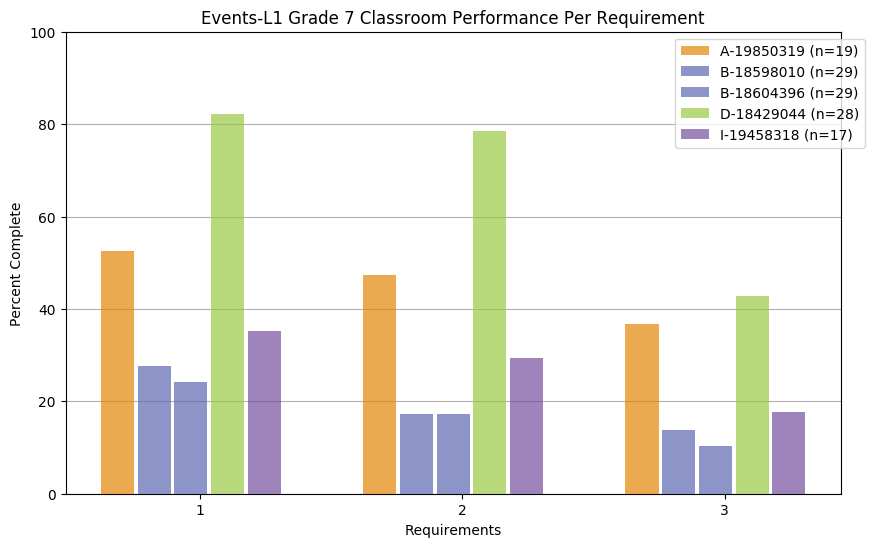 Events-L1 Grade 7 Classroom Performance Per Requirement
A-19850319 (n=19)
B-18598010 (n=29)
B-18604396 (n=29)
D-18429044 (n=28)
I-19458318 (n=17)
Percent Complete
100
80
60
40
20
0
1 2 3
Requirements